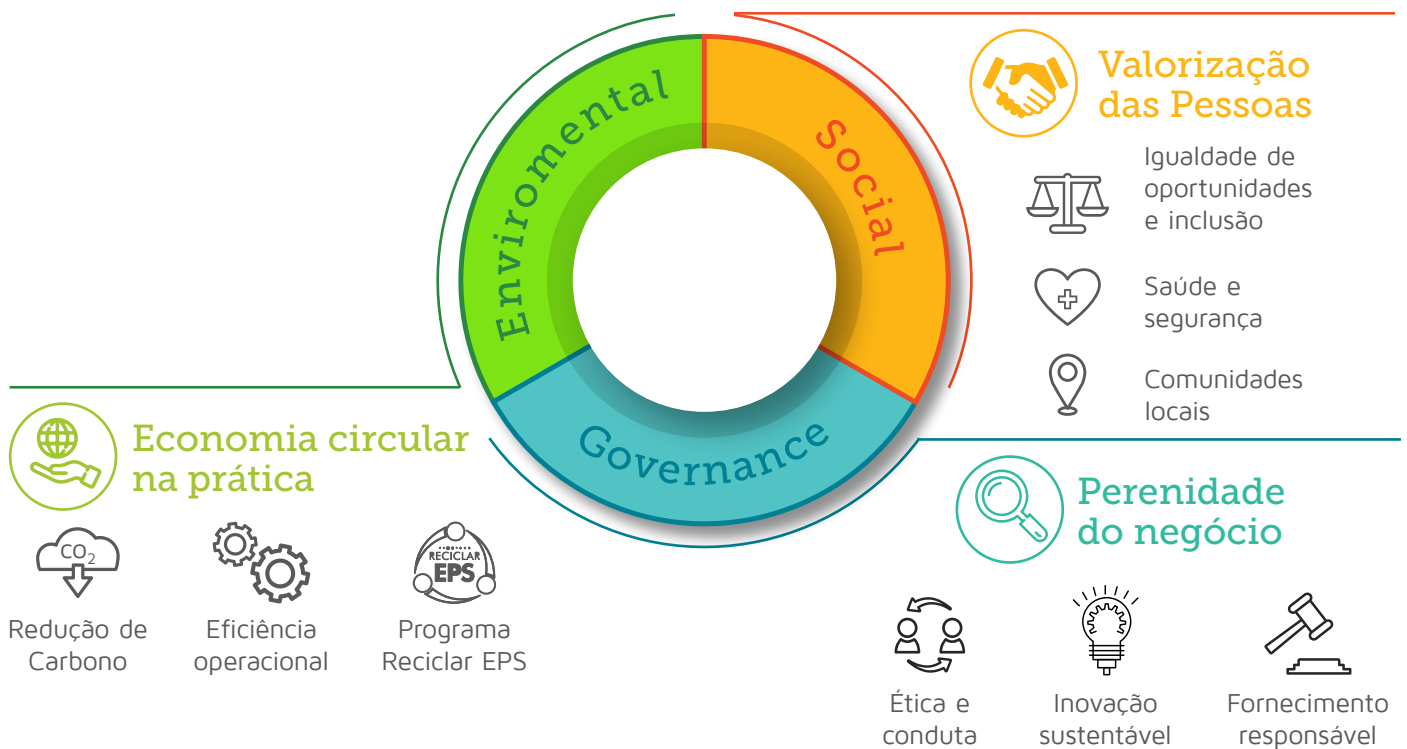 Enviromental
Social
Governance
Valorização
das Pessoas
Igualdade de
oportunidades
e inclusão
Saúde e
segurança
Comunidades
locais
Economia circular
na prática
CO2
RECICLAR
EPS
Redução de
Carbono
Eficiência
operacional
Programa
Reciclar EPS
Perenidade
do negócio
Ética e
conduta
Inovação
sustentável
Fornecimento
responsável